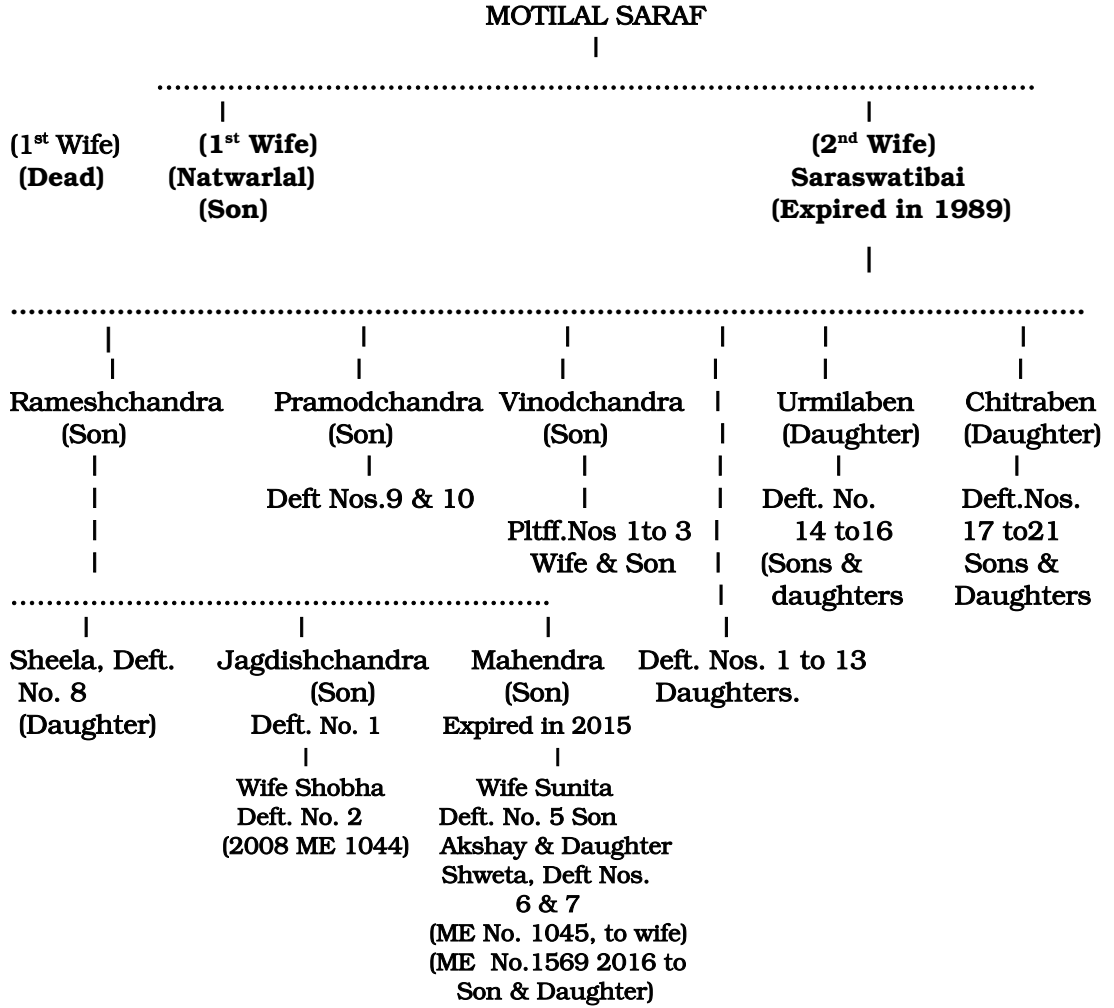 MOTILAL SARAF
(1st Wife) (1st Wife) (2nd Wife)
(Dead) (Natwarlal) Saraswatibai
(Son) (Expired in 1989)
Rameshchandra Pramodchandra Vinodchandra Urmilaben Chitraben
(Son) (Son) (Son) (Daughter) (Daughter)
Deft Nos.9 & 10 Deft. No. Deft.Nos.
Pltff.Nos 1to 3 14 to16 17 to21
Wife & Son (Sons & Sons &
daughters Daughters
Sheela, Deft. Jagdishchandra Mahendra Deft. Nos. 1 to 13
No. 8 (Son) (Son) Daughters.
(Daughter) Deft. No. 1 Expired in 2015
Wife Shobha Wife Sunita
Deft. No. 2 Deft. No. 5 Son
(2008 ME 1044) Akshay & Daughter
Shweta, Deft Nos.
6 & 7
(ME No. 1045, to wife)
(ME No.1569 2016 to
Son & Daughter)